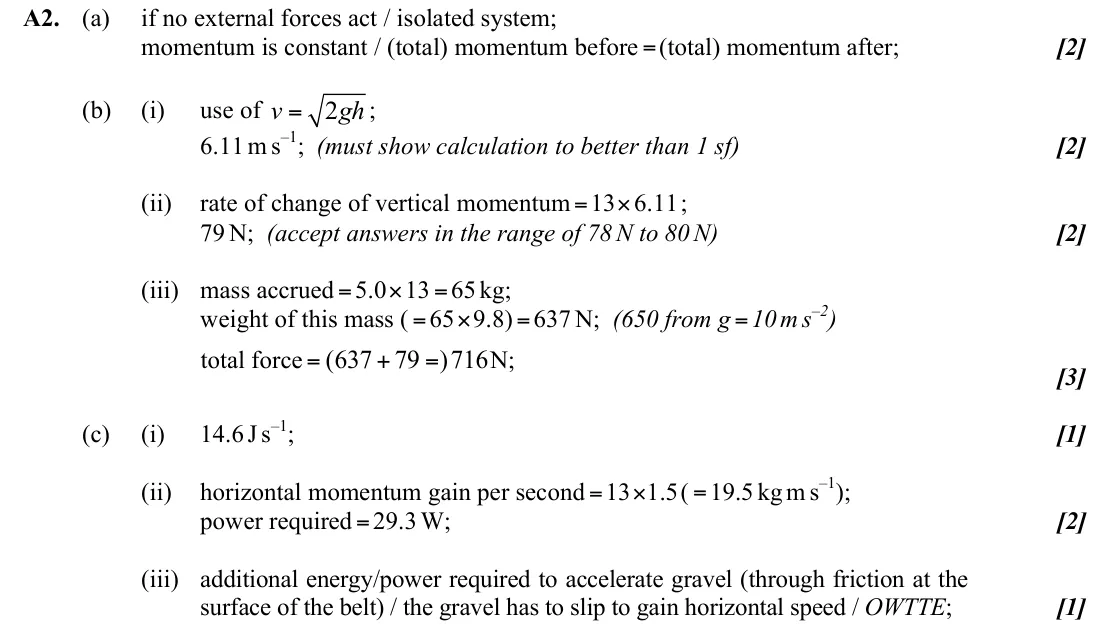 A2. (a) if no external forces act / isolated system;
momentum is constant / (total) momentum before = (total) momentum after; [2]
(b) (i) use of v = √2gh;
6.11 m s⁻¹; (must show calculation to better than 1 sf) [2]
(ii) rate of change of vertical momentum = 13 × 6.11;
79 N; (accept answers in the range of 78 N to 80 N) [2]
(iii) mass accrued = 5.0 × 13 = 65 kg;
weight of this mass ( = 65 × 9.8) = 637 N; (650 from g = 10 m s⁻²)
total force = (637 + 79 =) 716N;
[3]
(c) (i) 14.6 J s⁻¹; [1]
(ii) horizontal momentum gain per second = 13 × 1.5 ( = 19.5 kg m s⁻¹);
power required = 29.3 W; [2]
(iii) additional energy/power required to accelerate gravel (through friction at the
surface of the belt) / the gravel has to slip to gain horizontal speed / OWTTE; [1]